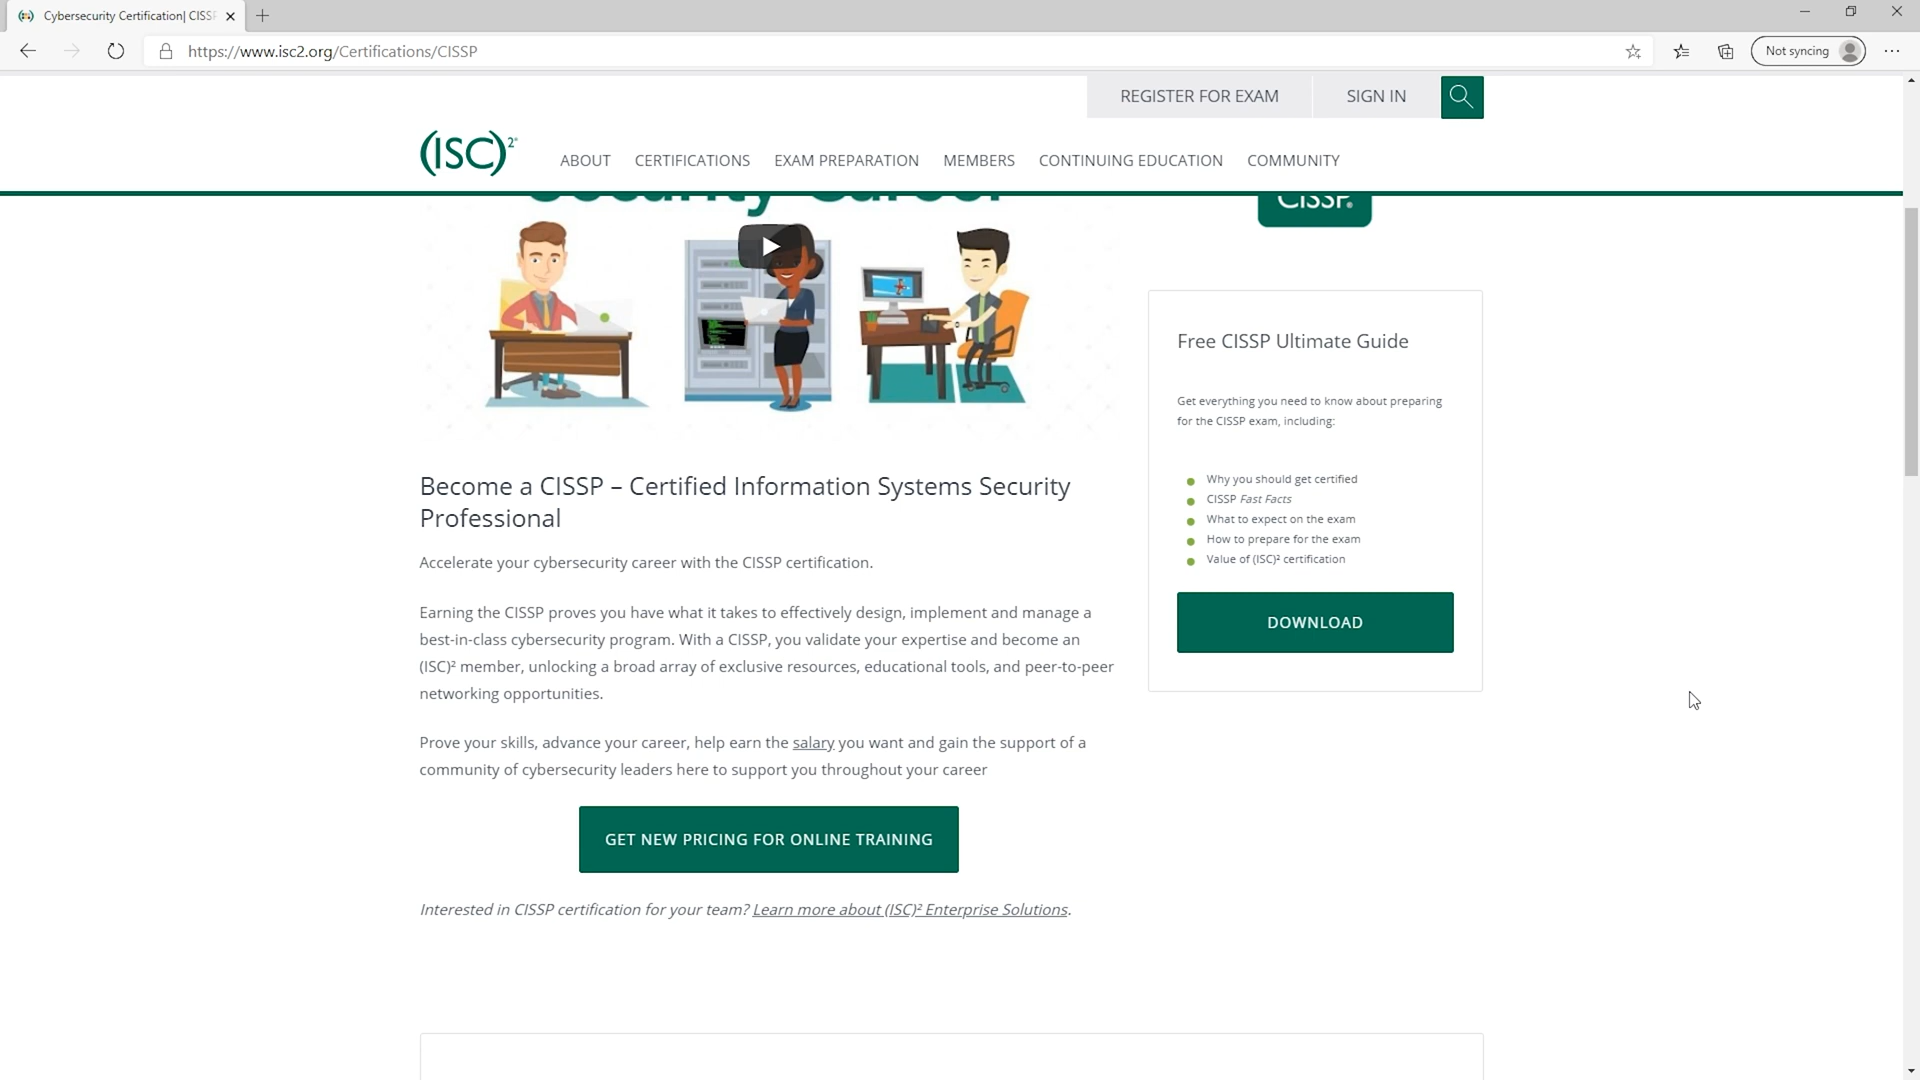 Cybersecurity Certification| CISSP
https://www.isc2.org/Certifications/CISSP
Not syncing
REGISTER FOR EXAM
SIGN IN
(ISC)²®
ABOUT
CERTIFICATIONS
EXAM PREPARATION
MEMBERS
CONTINUING EDUCATION
COMMUNITY
Security Career
CISSP®
Become a CISSP – Certified Information Systems Security
Professional
Accelerate your cybersecurity career with the CISSP certification.
Earning the CISSP proves you have what it takes to effectively design, implement and manage a
best-in-class cybersecurity program. With a CISSP, you validate your expertise and become an
(ISC)² member, unlocking a broad array of exclusive resources, educational tools, and peer-to-peer
networking opportunities.
Prove your skills, advance your career, help earn the salary you want and gain the support of a
community of cybersecurity leaders here to support you throughout your career
GET NEW PRICING FOR ONLINE TRAINING
Interested in CISSP certification for your team? Learn more about (ISC)² Enterprise Solutions.
Free CISSP Ultimate Guide
Get everything you need to know about preparing
for the CISSP exam, including:
Why you should get certified
CISSP Fast Facts
What to expect on the exam
How to prepare for the exam
Value of (ISC)² certification
DOWNLOAD